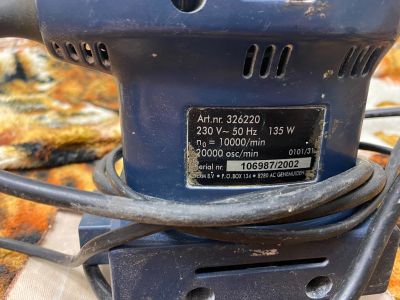 Art.nr. 326220
230 V~ 50 Hz 135 W
n₀ = 10000/min
20000 osc/min 0101/31
Serial nr 106987/2002
B.V. • P.O.BOX 134 • 8280 AC GENEMUIDEN